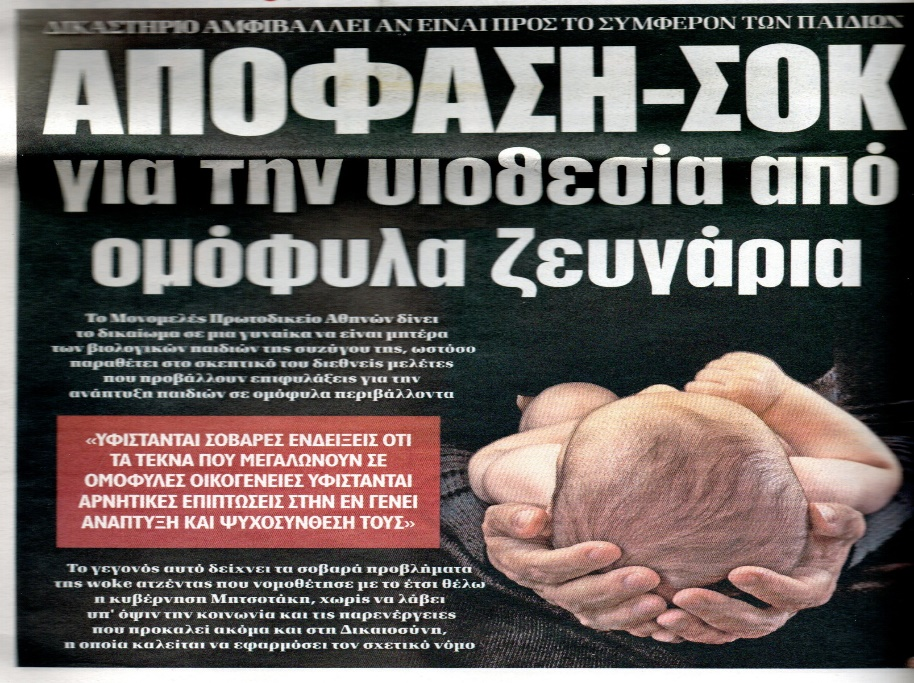 ΔΙΚΑΣΤΗΡΙΟ ΑΜΦΙΒΑΛΛΕΙ ΑΝ ΕΙΝΑΙ ΠΡΟΣ ΤΟ ΣΥΜΦΕΡΟΝ ΤΩΝ ΠΑΙΔΙΩΝ
ΑΠΟΦΑΣΗ-ΣΟΚ
για την υιοθεσία από
ομόφυλα ζευγάρια
Το Μονομελές Πρωτοδικείο Αθηνών δίνει
το δικαίωμα σε μια γυναίκα να είναι μητέρα
των βιολογικών παιδιών της συζύγου της, ωστόσο
παραθέτει στο σκεπτικό του διεθνείς μελέτες
που προβάλλουν επιφυλάξεις για την
ανάπτυξη παιδιών σε ομόφυλα περιβάλλοντα
«ΥΦΙΣΤΑΝΤΑΙ ΣΟΒΑΡΕΣ ΕΝΔΕΙΞΕΙΣ ΟΤΙ
ΤΑ ΤΕΚΝΑ ΠΟΥ ΜΕΓΑΛΩΝΟΥΝ ΣΕ
ΟΜΟΦΥΛΕΣ ΟΙΚΟΓΕΝΕΙΕΣ ΥΦΙΣΤΑΝΤΑΙ
ΑΡΝΗΤΙΚΕΣ ΕΠΙΠΤΩΣΕΙΣ ΣΤΗΝ ΕΝ ΓΕΝΕΙ
ΑΝΑΠΤΥΞΗ ΚΑΙ ΨΥΧΟΣΥΝΘΕΣΗ ΤΟΥΣ»
Το γεγονός αυτό δείχνει τα σοβαρά προβλήματα
της woke ατζέντας που νομοθέτησε με το έτσι θέλω
η κυβέρνηση Μητσοτάκη, χωρίς να λάβει
υπ' όψιν την κοινωνία και τις παρενέργειες
που προκαλεί ακόμα και στη Δικαιοσύνη,
η οποία καλείται να εφαρμόσει τον σχετικό νόμο